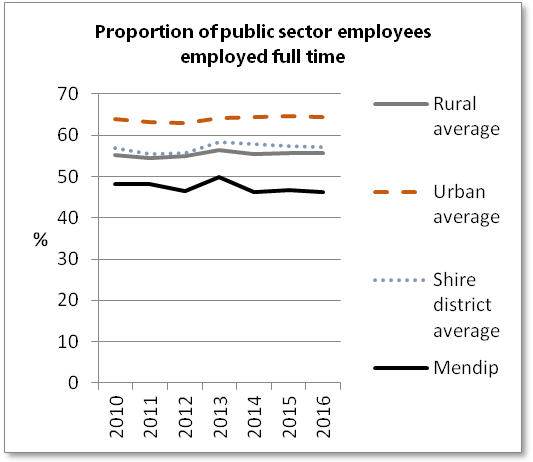 Proportion of public sector employees
employed full time
70
60
50
40
30
20
10
0
%
2010
2011
2012
2013
2014
2015
2016
Rural
average
Urban
average
Shire
district
average
Mendip